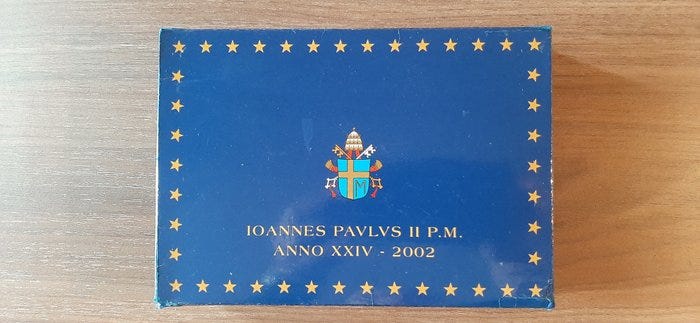 IOANNES PAVLVS II P.M.
ANNO XXIV - 2002